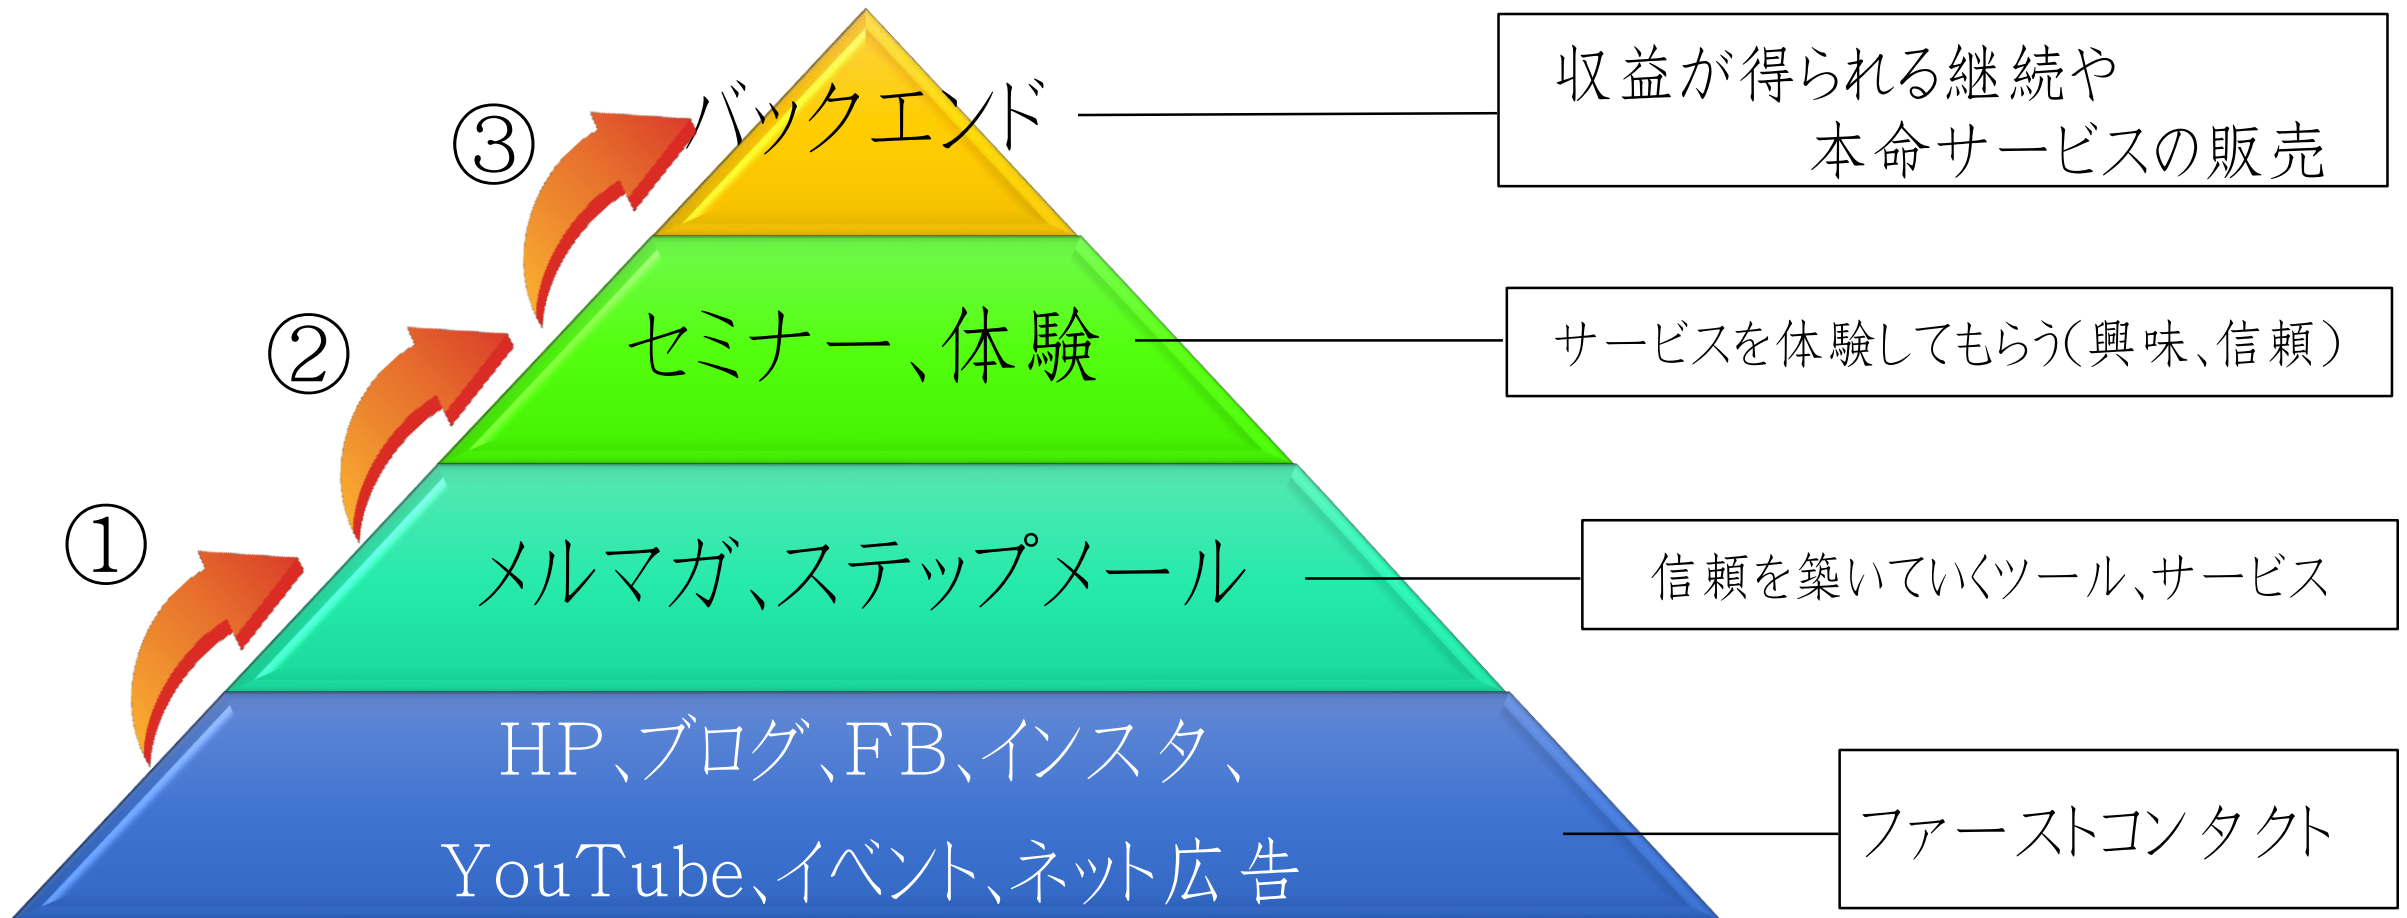 ③
バックエンド
収益が得られる継続や
本命サービスの販売
②
セミナー、体験
サービスを体験してもらう(興味、信頼)
①
メルマガ、ステップメール
信頼を築いていくツール、サービス
HP、ブログ、FB、インスタ、
YouTube、イベント、ネット広告
ファーストコンタクト